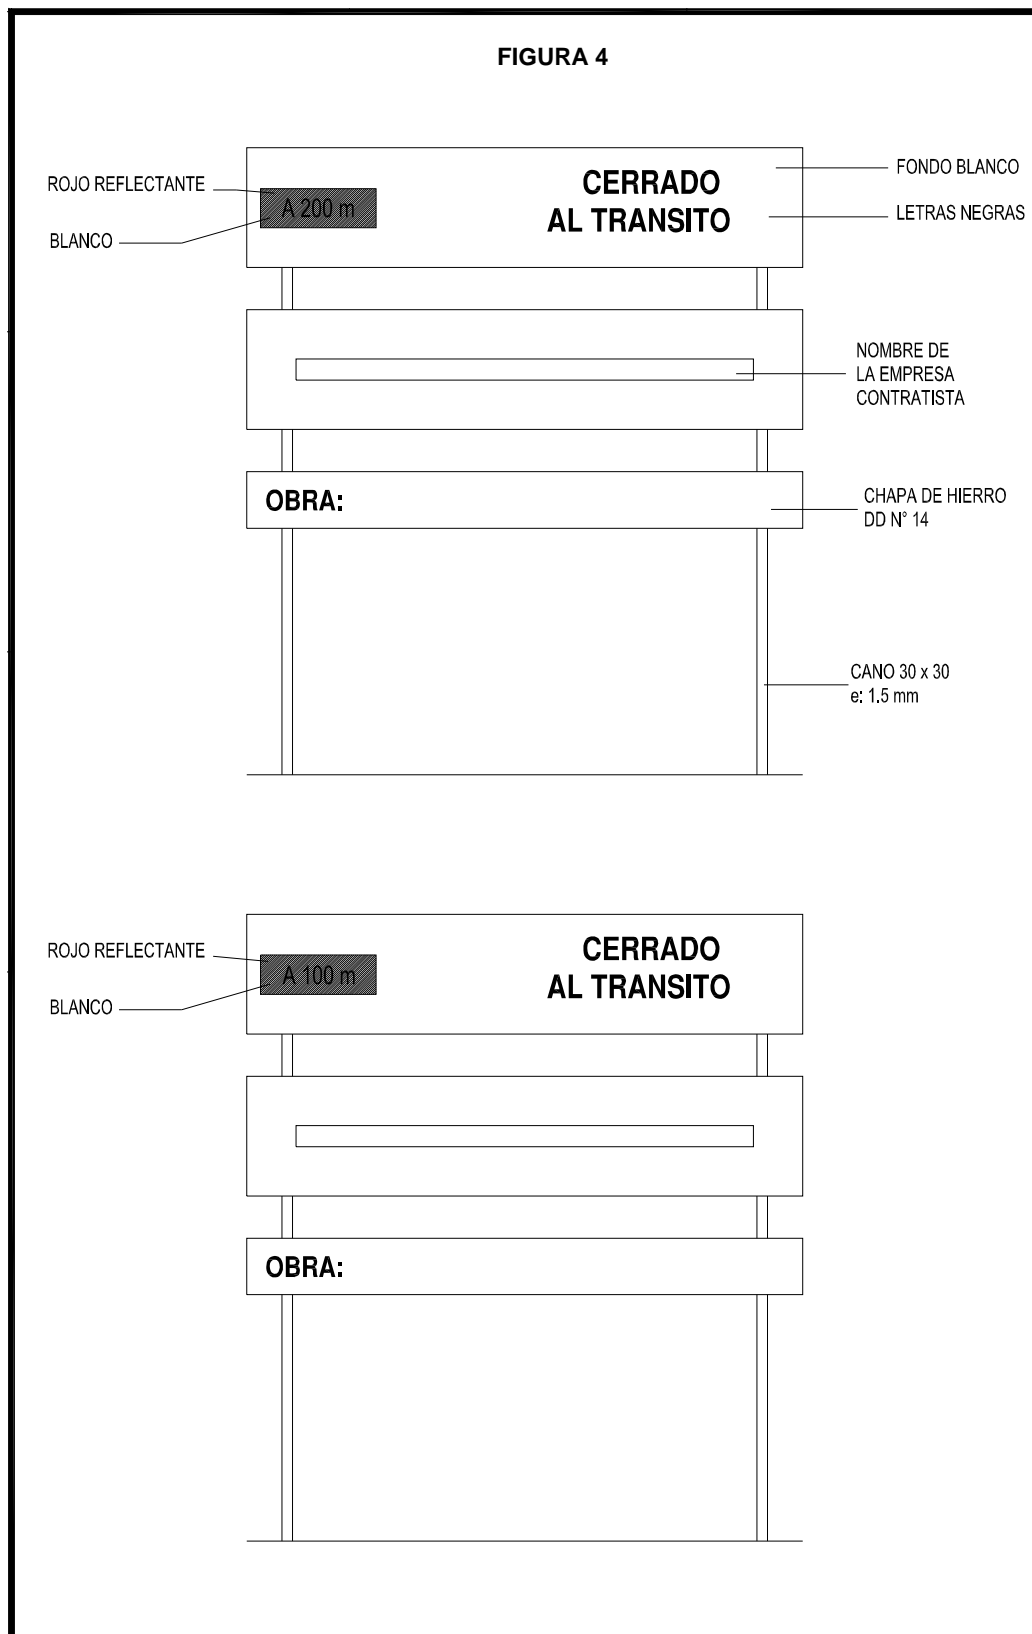 FIGURA 4
ROJO REFLECTANTE
BLANCO
A 200 m
CERRADO
AL TRANSITO
FONDO BLANCO
LETRAS NEGRAS
NOMBRE DE
LA EMPRESA
CONTRATISTA
OBRA:
CHAPA DE HIERRO
DD N° 14
CANO 30 x 30
e: 1.5 mm
ROJO REFLECTANTE
BLANCO
A 100 m
CERRADO
AL TRANSITO
OBRA: